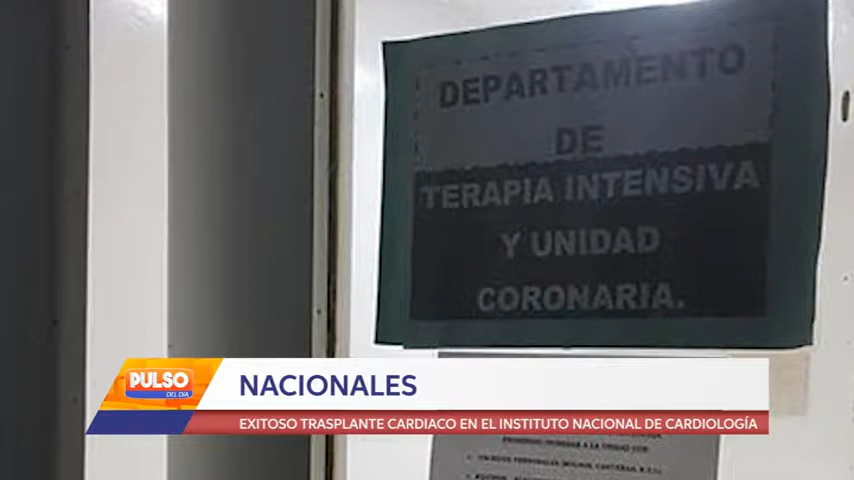 DEPARTAMENTO
DE
TERAPIA INTENSIVA
Y UNIDAD
CORONARIA.
PULSO
DEL DIA
NACIONALES
EXITOSO TRASPLANTE CARDIACO EN EL INSTITUTO NACIONAL DE CARDIOLOGÍA